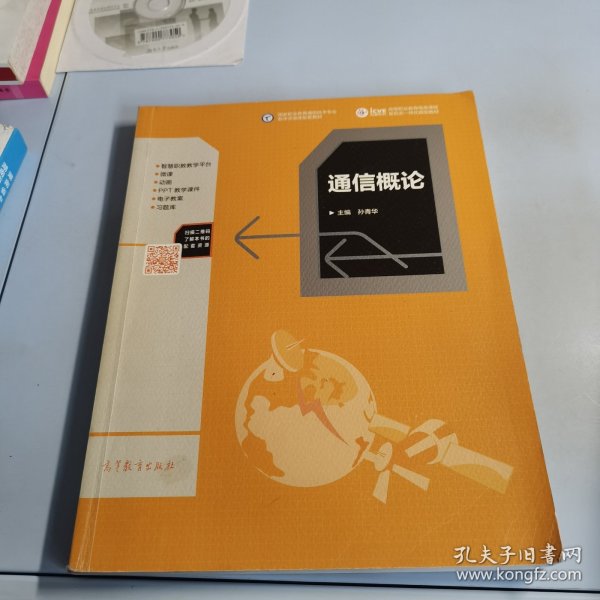 icve
智慧职教教学平台
微课
动画
PPT教学课件
电子教案
习题库
扫描二维码
了解本书的
配套资源
通信概论
主编 孙青华
高等教育出版社
孔夫子旧书网
www.kongfz.com